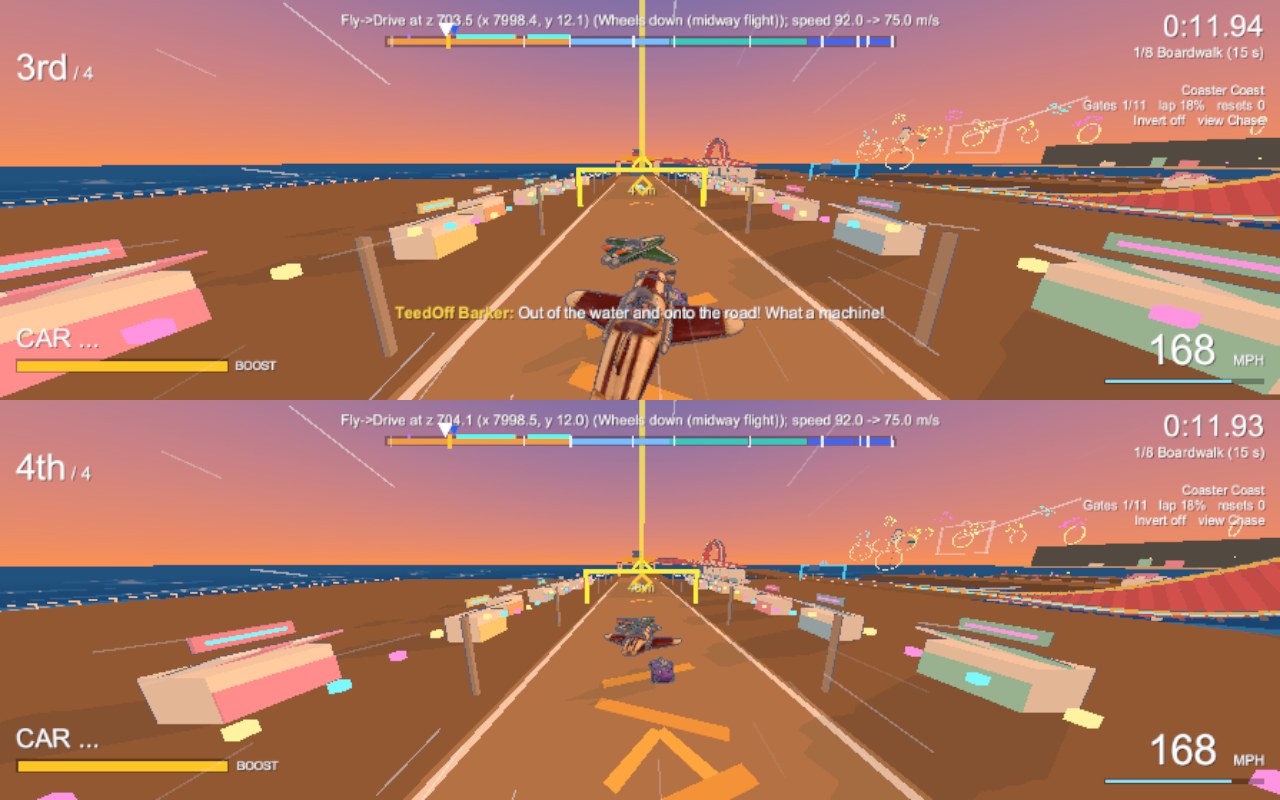 Fly->Drive at z 703.5 (x 7998.4, y 12.1) (Wheels down (midway flight)); speed 92.0 -> 75.0 m/s
0:11.94
1/8 Boardwalk (15 s)
3rd / 4
Coaster Coast
Gates 1/11 lap 18% resets 0
Invert off view Chase
TeedOff Barker: Out of the water and onto the road! What a machine!
CAR ...
BOOST
168 MPH
Fly->Drive at z 704.1 (x 7998.5, y 12.0) (Wheels down (midway flight)); speed 92.0 -> 75.0 m/s
0:11.93
1/8 Boardwalk (15 s)
4th / 4
Coaster Coast
Gates 1/11 lap 18% resets 0
Invert off view Chase
CAR ...
BOOST
168 MPH